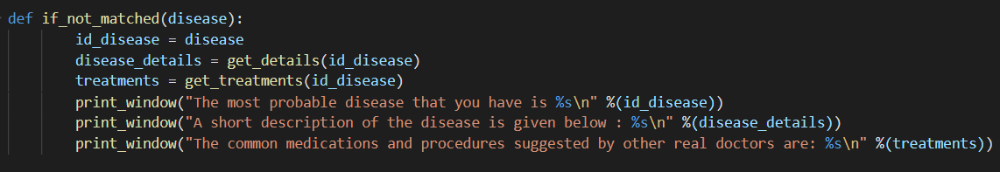 def if_not_matched(disease):
        id_disease = disease
        disease_details = get_details(id_disease)
        treatments = get_treatments(id_disease)
        print_window("The most probable disease that you have is %s\n" %(id_disease))
        print_window("A short description of the disease is given below : %s\n" %(disease_details))
        print_window("The common medications and procedures suggested by other real doctors are: %s\n" %(treatments))